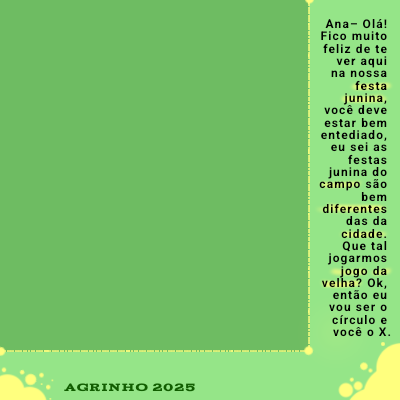 Ana– Olá!
Fico muito
feliz de te
ver aqui
na nossa
festa
junina,
você deve
estar bem
entediado,
eu sei as
festas
junina do
campo são
bem
diferentes
das da
cidade.
Que tal
jogarmos
jogo da
velha? Ok,
então eu
vou ser o
círculo e
você o X.
AGRINHO 2025